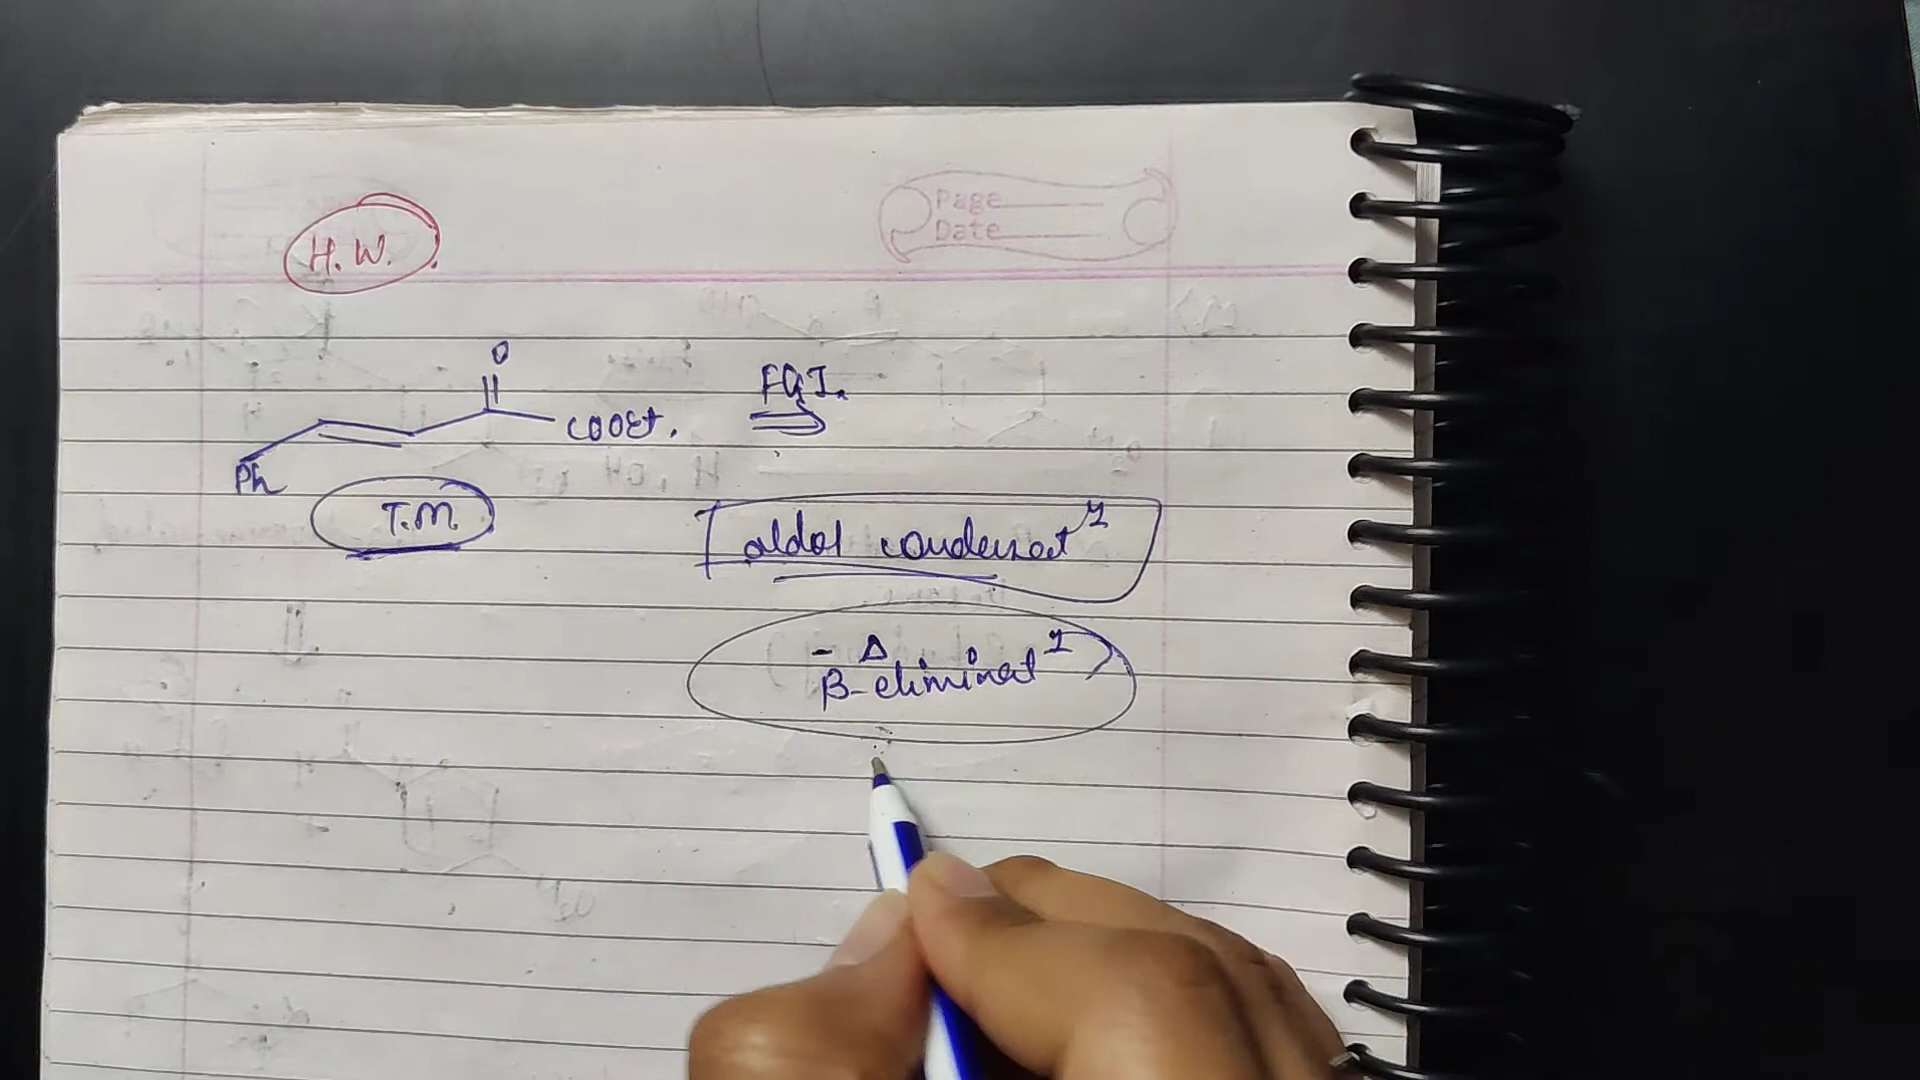 Page
Date
H.W.
O
FGI.
COOEt.
Ph
T.M.
aldol condensatⁿ
- Δ
β-eliminatⁿ